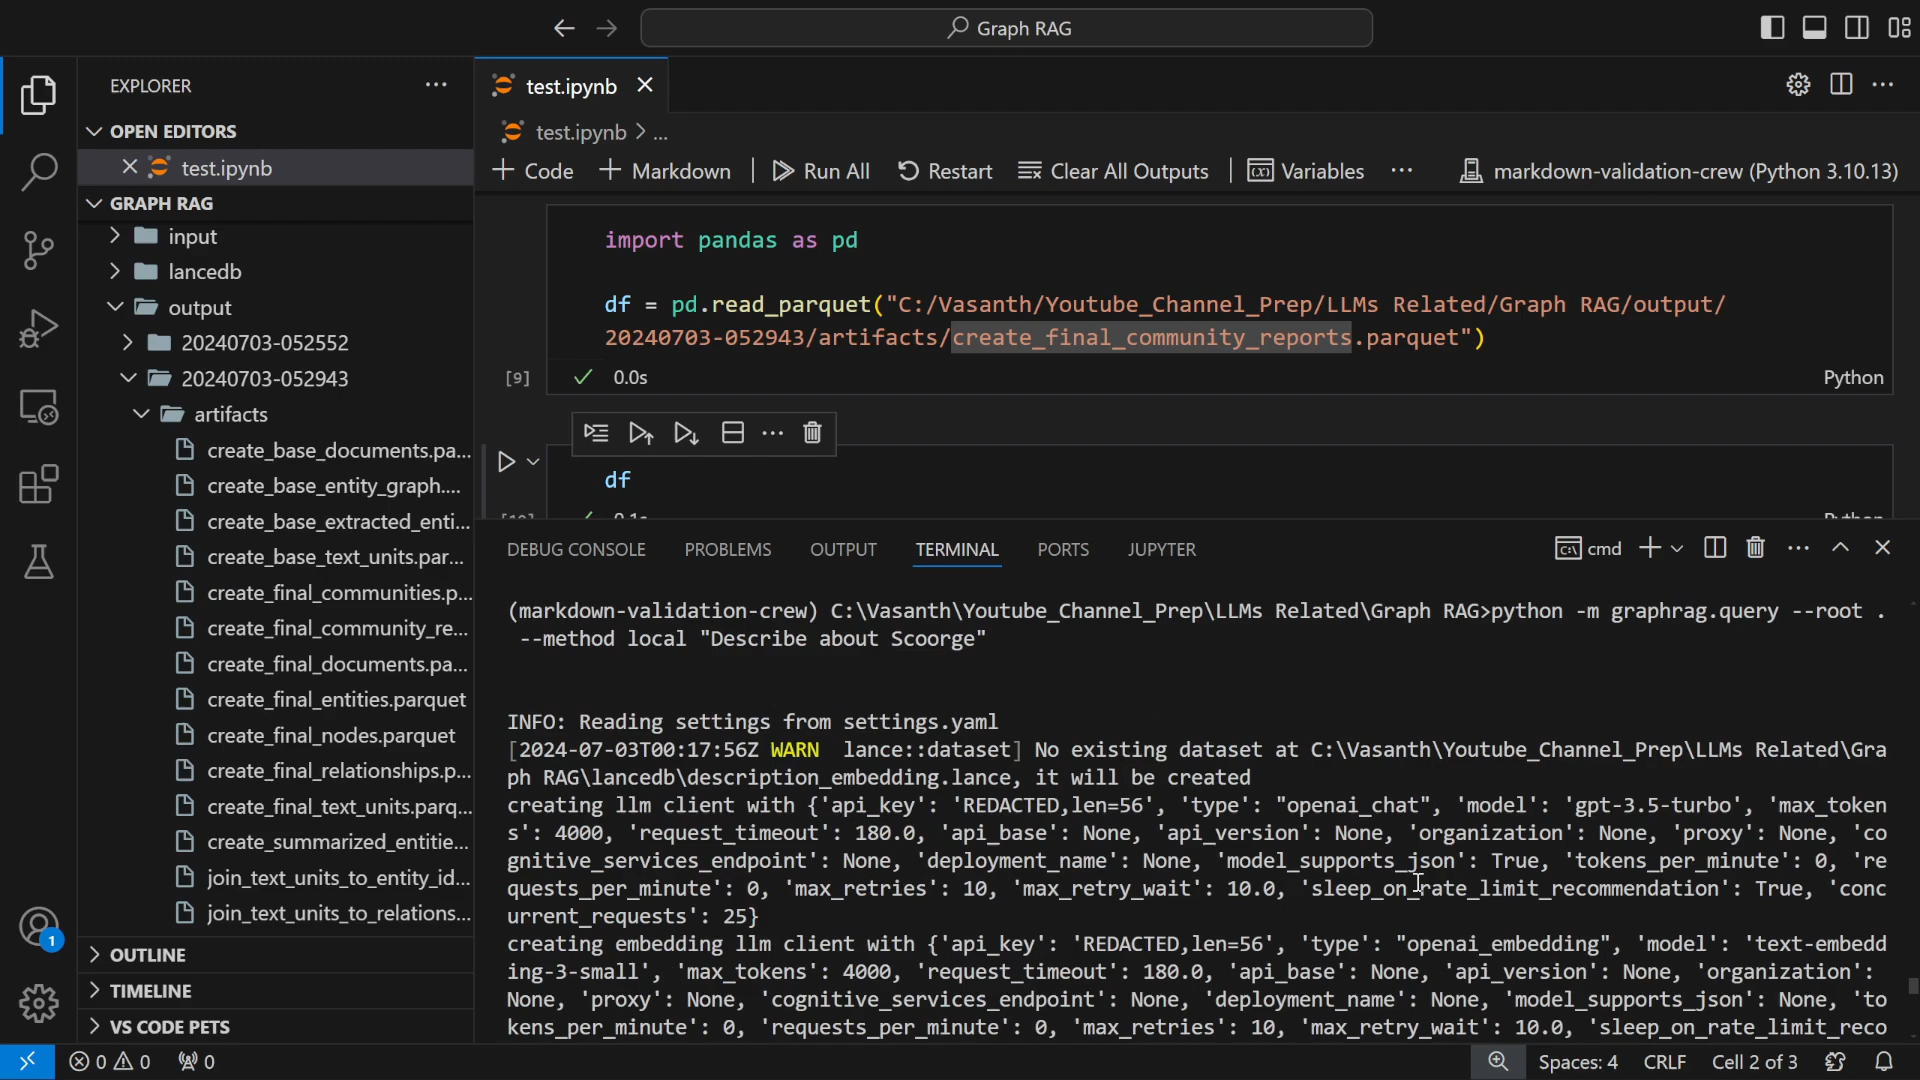 Graph RAG
EXPLORER
OPEN EDITORS
test.ipynb
GRAPH RAG
input
lancedb
output
20240703-052552
20240703-052943
artifacts
create_base_documents.pa...
create_base_entity_graph....
create_base_extracted_enti...
create_base_text_units.par...
create_final_communities.p...
create_final_community_re...
create_final_documents.pa...
create_final_entities.parquet
create_final_nodes.parquet
create_final_relationships.p...
create_final_text_units.parq...
create_summarized_entitie...
join_text_units_to_entity_id...
join_text_units_to_relations...
OUTLINE
TIMELINE
VS CODE PETS
1
test.ipynb
test.ipynb > ...
+ Code + Markdown Run All Restart Clear All Outputs Variables ... markdown-validation-crew (Python 3.10.13)
import pandas as pd
df = pd.read_parquet("C:/Vasanth/Youtube_Channel_Prep/LLMs Related/Graph RAG/output/
20240703-052943/artifacts/create_final_community_reports.parquet")
[9] 0.0s Python
df
DEBUG CONSOLE PROBLEMS OUTPUT TERMINAL PORTS JUPYTER cmd
(markdown-validation-crew) C:\Vasanth\Youtube_Channel_Prep\LLMs Related\Graph RAG>python -m graphrag.query --root .
--method local "Describe about Scoorge"
INFO: Reading settings from settings.yaml
[2024-07-03T00:17:56Z WARN  lance::dataset] No existing dataset at C:\Vasanth\Youtube_Channel_Prep\LLMs Related\Gra
ph RAG\lancedb\description_embedding.lance, it will be created
creating llm client with {'api_key': 'REDACTED,len=56', 'type': "openai_chat", 'model': 'gpt-3.5-turbo', 'max_token
s': 4000, 'request_timeout': 180.0, 'api_base': None, 'api_version': None, 'organization': None, 'proxy': None, 'co
gnitive_services_endpoint': None, 'deployment_name': None, 'model_supports_json': True, 'tokens_per_minute': 0, 're
quests_per_minute': 0, 'max_retries': 10, 'max_retry_wait': 10.0, 'sleep_on_rate_limit_recommendation': True, 'conc
urrent_requests': 25}
creating embedding llm client with {'api_key': 'REDACTED,len=56', 'type': "openai_embedding", 'model': 'text-embedd
ing-3-small', 'max_tokens': 4000, 'request_timeout': 180.0, 'api_base': None, 'api_version': None, 'organization':
None, 'proxy': None, 'cognitive_services_endpoint': None, 'deployment_name': None, 'model_supports_json': None, 'to
kens_per_minute': 0, 'requests_per_minute': 0, 'max_retries': 10, 'max_retry_wait': 10.0, 'sleep_on_rate_limit_reco
0 0 0 Spaces: 4 CRLF Cell 2 of 3